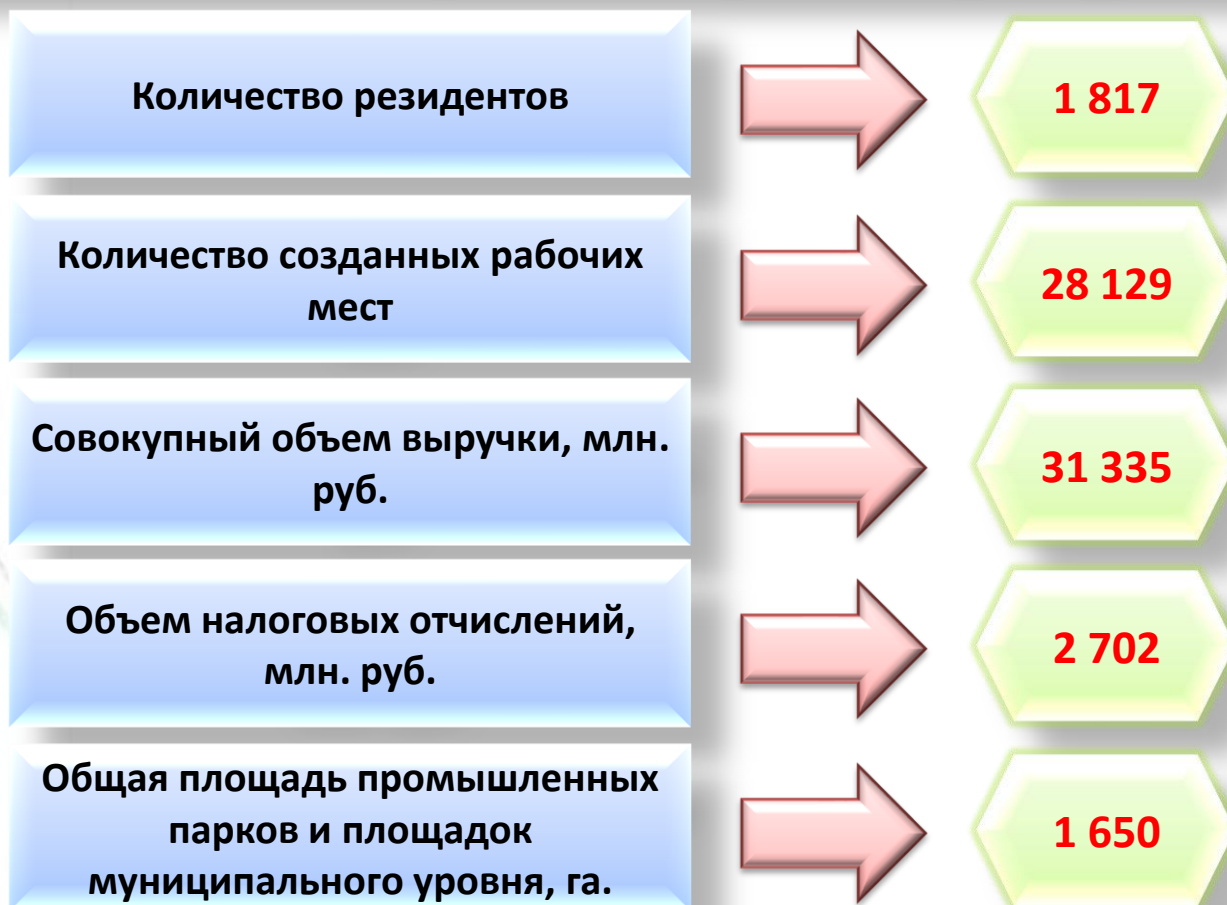 Количество резидентов
1 817
Количество созданных рабочих
мест
28 129
Совокупный объем выручки, млн.
руб.
31 335
Объем налоговых отчислений,
млн. руб.
2 702
Общая площадь промышленных
парков и площадок
муниципального уровня, га.
1 650